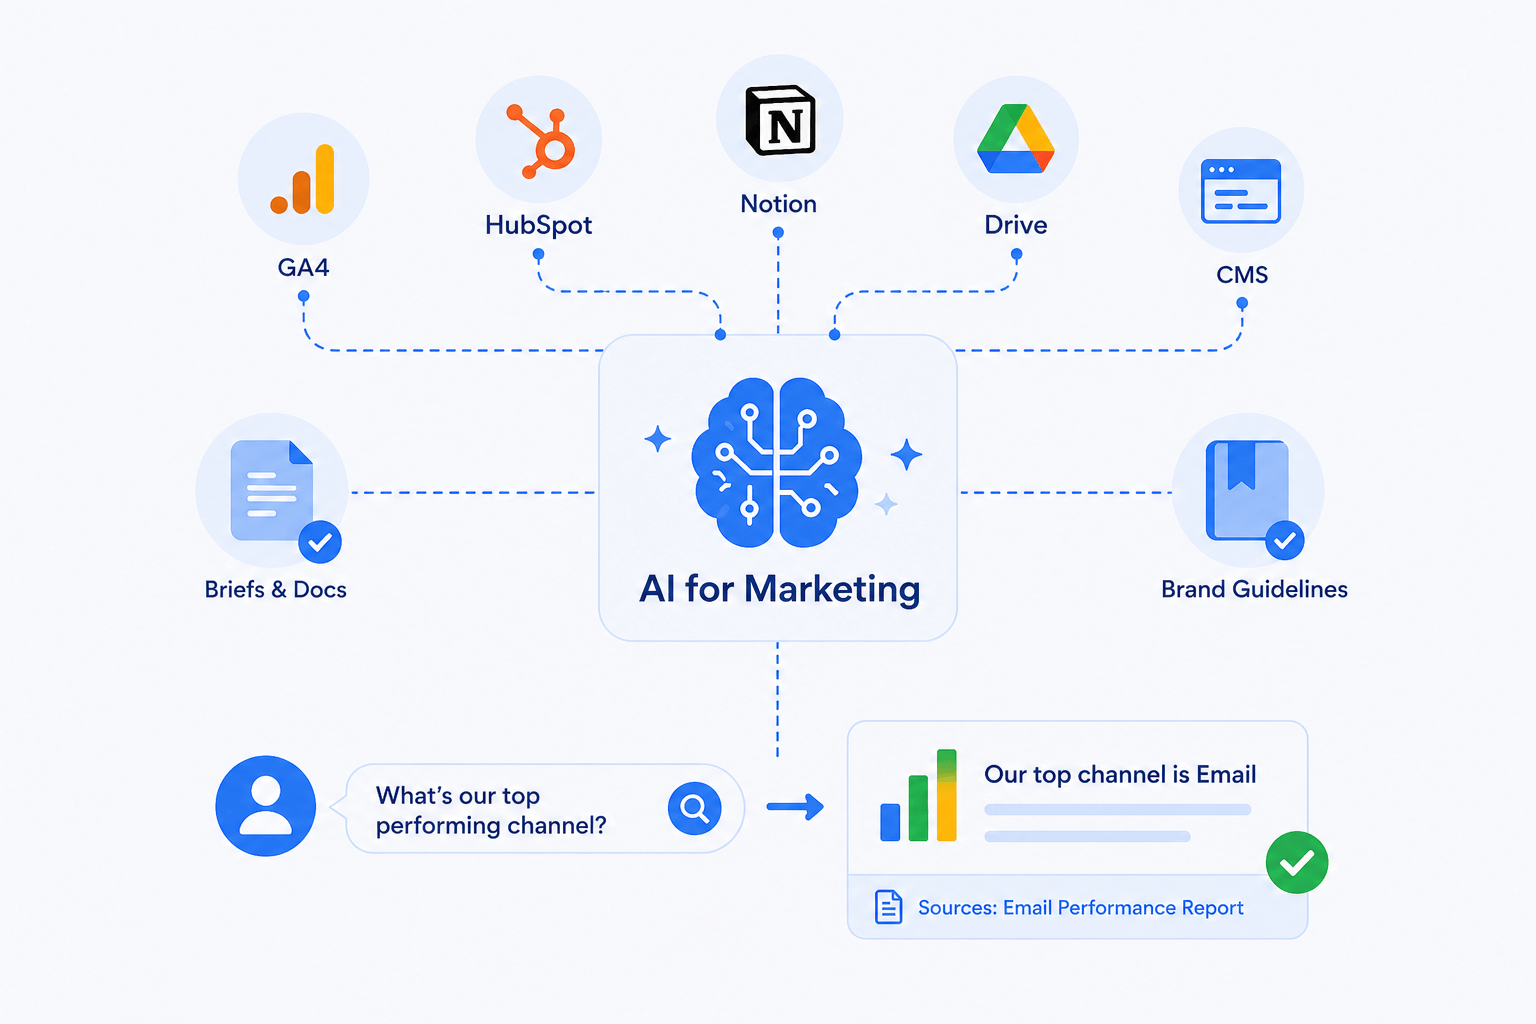 N
Notion
HubSpot
Drive
GA4
CMS
AI for Marketing
Briefs & Docs
Brand Guidelines
What's our top
performing channel?
Our top channel is Email
Sources: Email Performance Report